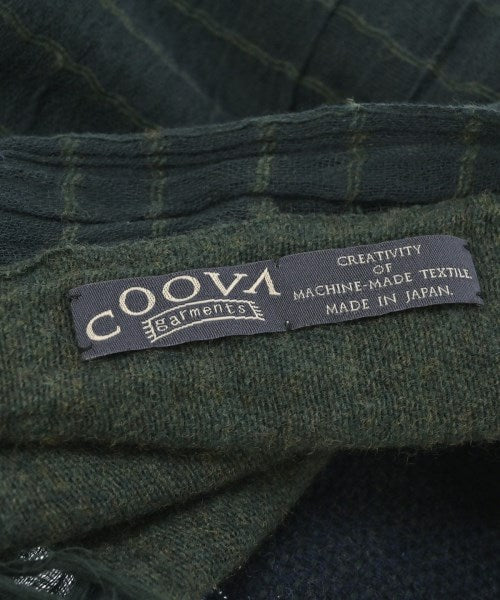 COOVA
garments
CREATIVITY
OF
MACHINE-MADE TEXTILE
MADE IN JAPAN.